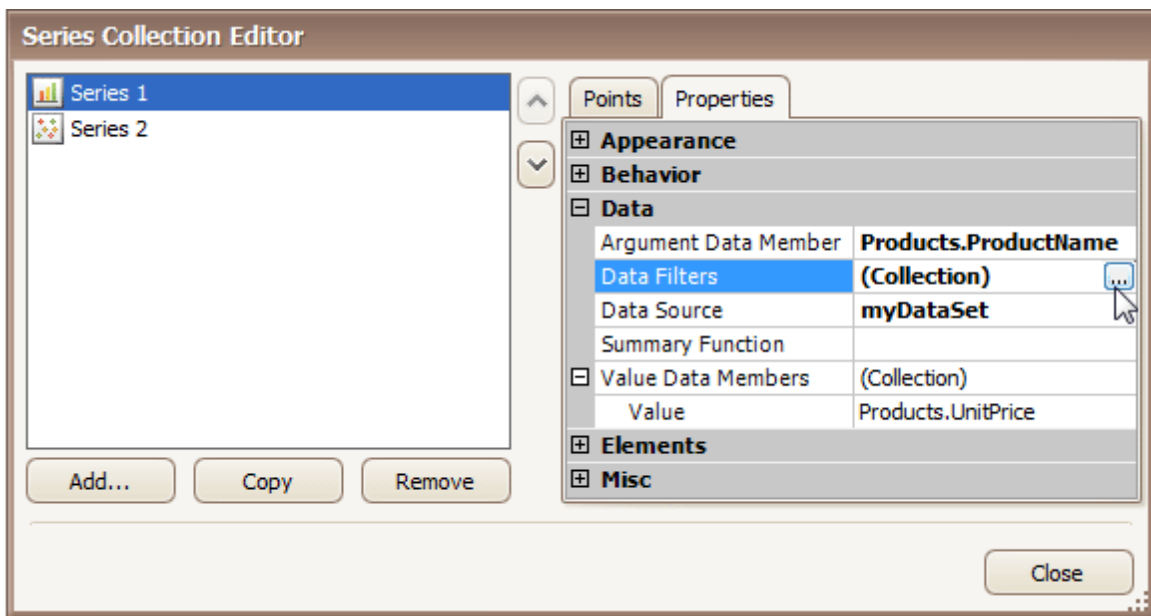 Series Collection Editor
Series 1
Series 2
Add...
Copy
Remove
Points
Properties
Appearance
Behavior
Data
Argument Data Member Products.ProductName
Data Filters (Collection) ...
Data Source myDataSet
Summary Function
Value Data Members (Collection)
Value Products.UnitPrice
Elements
Misc
Close